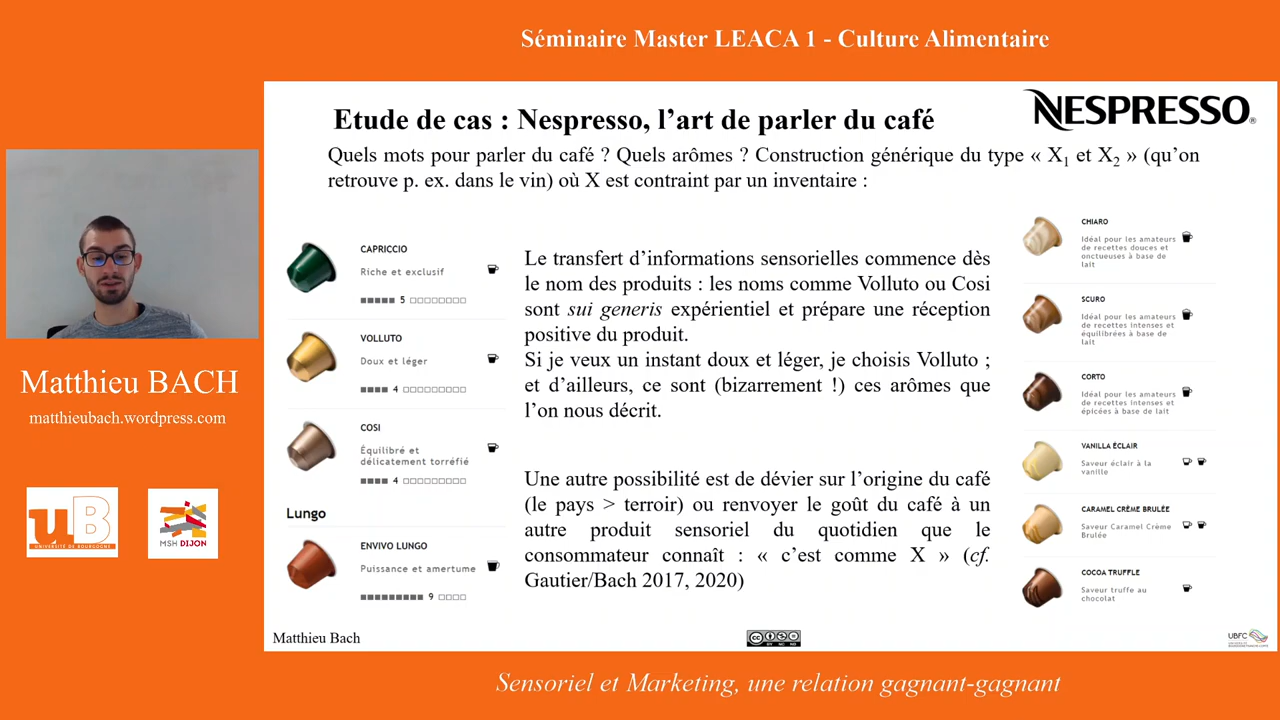 Séminaire Master LEACA 1 - Culture Alimentaire
Etude de cas : Nespresso, l’art de parler du café
NESPRESSO®
Quels mots pour parler du café ? Quels arômes ? Construction générique du type « X₁ et X₂ » (qu’on
retrouve p. ex. dans le vin) où X est contraint par un inventaire :
CAPRICCIO
Riche et exclusif
5
VOLLUTO
Doux et léger
4
COSI
Équilibré et
délicatement torréfié
4
Lungo
ENVIVO LUNGO
Puissance et amertume
9
Le transfert d’informations sensorielles commence dès
le nom des produits : les noms comme Volluto ou Cosi
sont sui generis expérientiel et prépare une réception
positive du produit.
Si je veux un instant doux et léger, je choisis Volluto ;
et d’ailleurs, ce sont (bizarrement !) ces arômes que
l’on nous décrit.
Une autre possibilité est de dévier sur l’origine du café
(le pays > terroir) ou renvoyer le goût du café à un
autre produit sensoriel du quotidien que le
consommateur connaît : « c’est comme X » (cf.
Gautier/Bach 2017, 2020)
CHIARO
Idéal pour les amateurs
de recettes douces et
onctueuses à base de
lait
SCURO
Idéal pour les amateurs
de recettes intenses et
équilibrées à base de
lait
CORTO
Idéal pour les amateurs
de recettes intenses et
épicées à base de lait
VANILLA ÉCLAIR
Saveur éclair à la
vanille
CARAMEL CRÈME BRULÉE
Saveur Caramel Crème
Brulée
COCOA TRUFFLE
Saveur truffe au
chocolat
Matthieu BACH
matthieubach.wordpress.com
uB
UNIVERSITÉ DE BOURGOGNE
MSH DIJON
Matthieu Bach
cc
BY NC ND
UBFC
Sensoriel et Marketing, une relation gagnant-gagnant